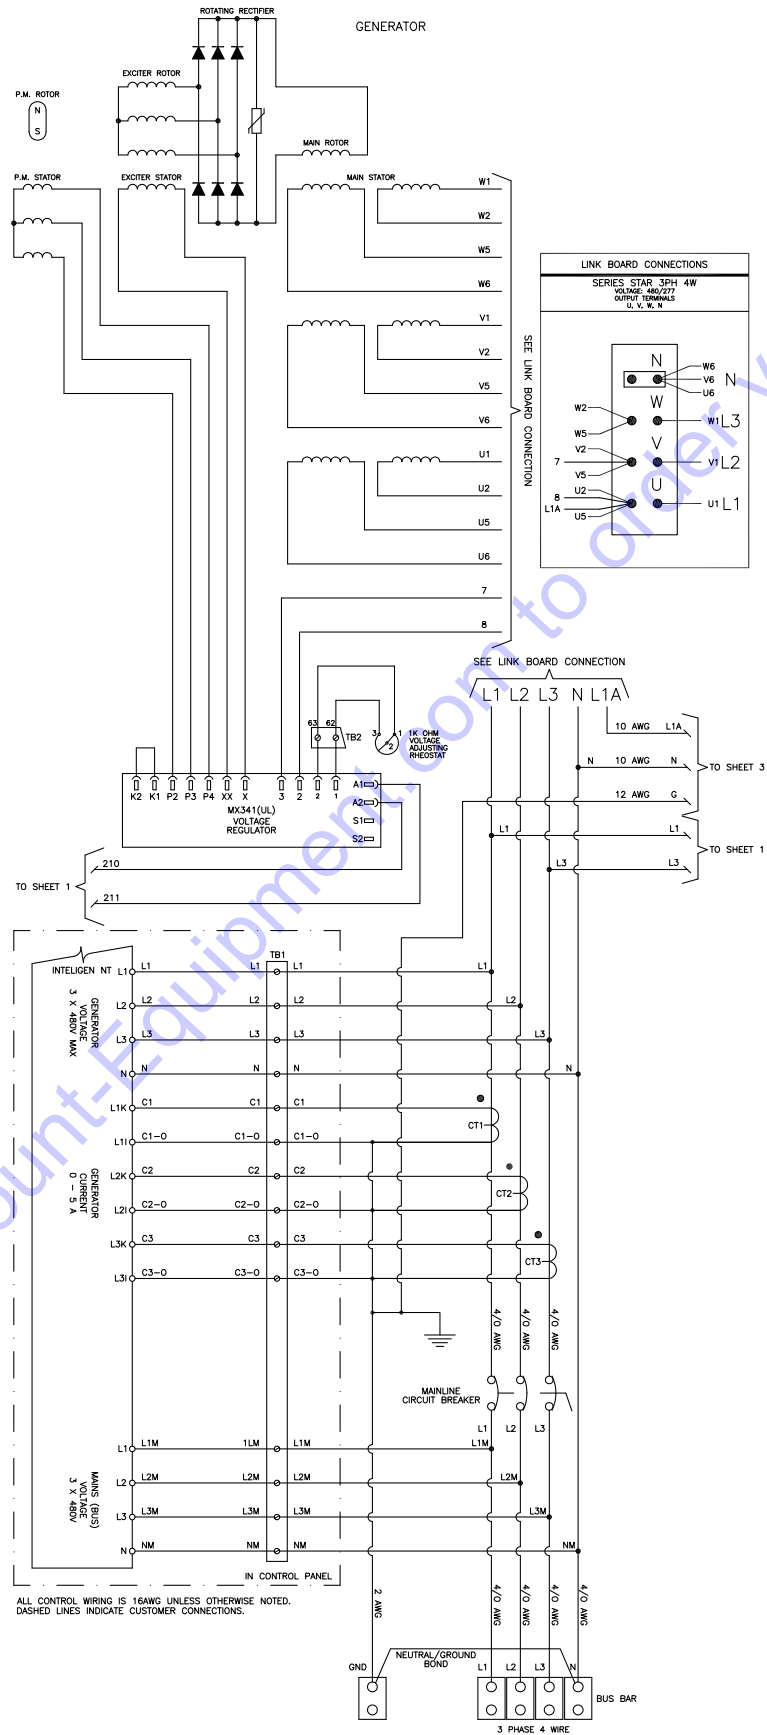 GENERATOR
ROTATING RECTIFIER
EXCITER ROTOR
P.M. ROTOR
N
S
MAIN ROTOR
P.M. STATOR
EXCITER STATOR
MAIN STATOR
W1
W2
W5
W6
V1
V2
V5
V6
U1
U2
U5
U6
7
8
SEE LINK BOARD CONNECTION
LINK BOARD CONNECTIONS
SERIES STAR 3PH 4W
VOLTAGE: 480/277
OUTPUT TERMINALS
U, V, W, N
N
W6
V6 N
U6
W
W2
W5
W1 L3
V
V2
7
V5
V1 L2
U
U2
8
L1A
U5
U1 L1
SEE LINK BOARD CONNECTION
L1 L2 L3 N L1A
10 AWG L1A
N 10 AWG N
12 AWG G
TO SHEET 3
L1 L1
L3 L3
TO SHEET 1
63 62
TB2
3 1
2
1K OHM
VOLTAGE
ADJUSTING
RHEOSTAT
K2 K1 P2 P3 P4 XX X 3 2 2 1
A1
A2
S1
S2
MX341(UL)
VOLTAGE
REGULATOR
210
TO SHEET 1
211
TB1
INTELIGEN NT
GENERATOR
VOLTAGE
3 X 480V MAX
L1 L1 L1 L1 L1
L2 L2 L2 L2 L2
L3 L3 L3 L3 L3
N N N N N
L1K C1 C1 C1
CT1
L1I C1-O C1-O C1-O
GENERATOR
CURRENT
0 - 5 A
L2K C2 C2 C2
CT2
L2I C2-O C2-O C2-O
L3K C3 C3 C3
CT3
L3I C3-O C3-O C3-O
4/0 AWG
4/0 AWG
4/0 AWG
MAINLINE
CIRCUIT BREAKER
L1 L2 L3
MAINS (BUS)
VOLTAGE
3 X 480V
L1 L1M 1LM L1M L1M
L2 L2M L2M L2M L2M
L3 L3M L3M L3M L3M
N NM NM NM NM
IN CONTROL PANEL
ALL CONTROL WIRING IS 16AWG UNLESS OTHERWISE NOTED.
DASHED LINES INDICATE CUSTOMER CONNECTIONS.
2 AWG
4/0 AWG
4/0 AWG
4/0 AWG
4/0 AWG
NEUTRAL/GROUND
BOND
GND L1 L2 L3 N
BUS BAR
3 PHASE 4 WIRE
ount-Equipment.com to order